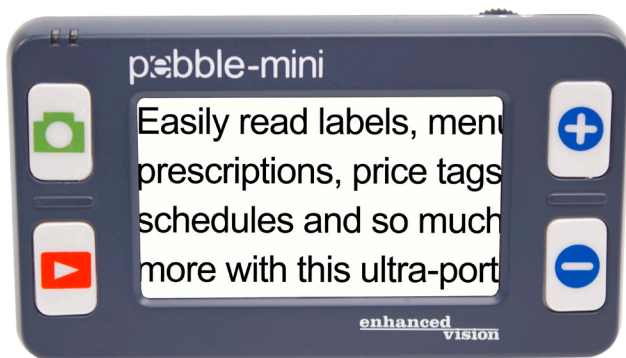 pebble-mini
Easily read labels, menu
prescriptions, price tags
schedules and so much
more with this ultra-port
enhanced
vision